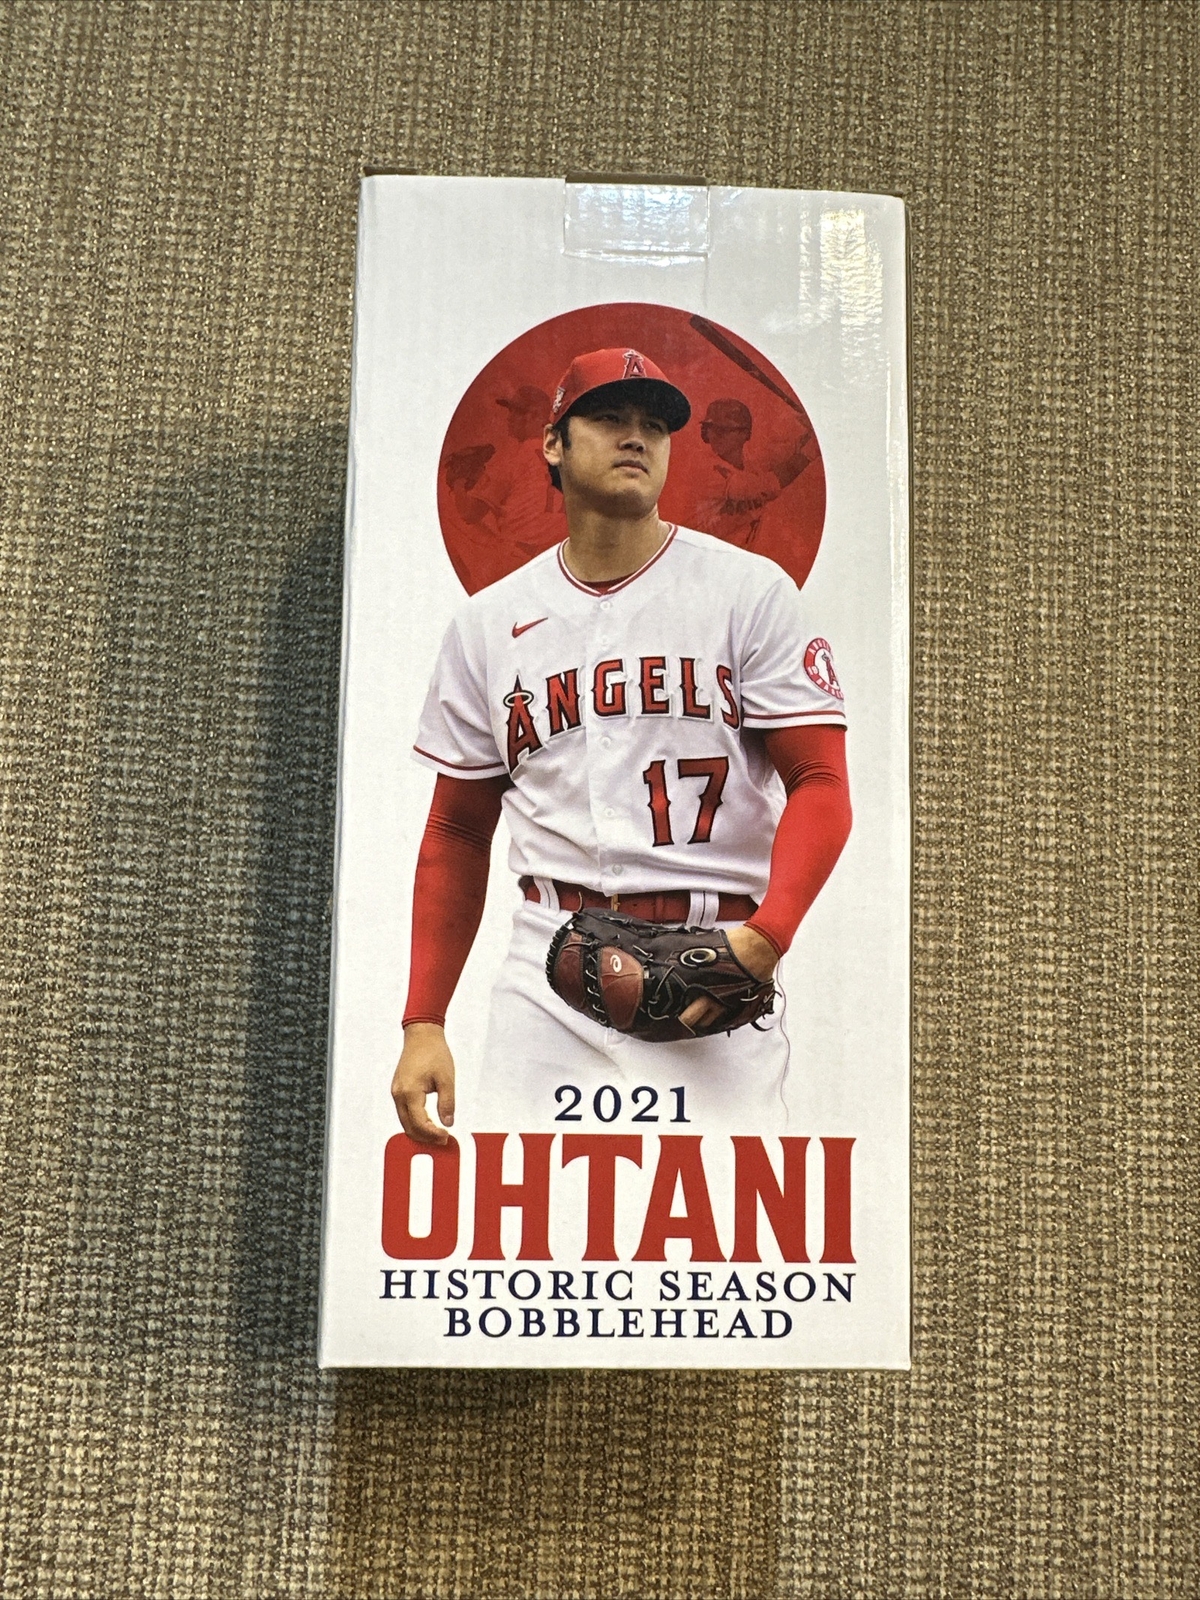 A
ANGELS
17
2021
OHTANI
HISTORIC SEASON
BOBBLEHEAD